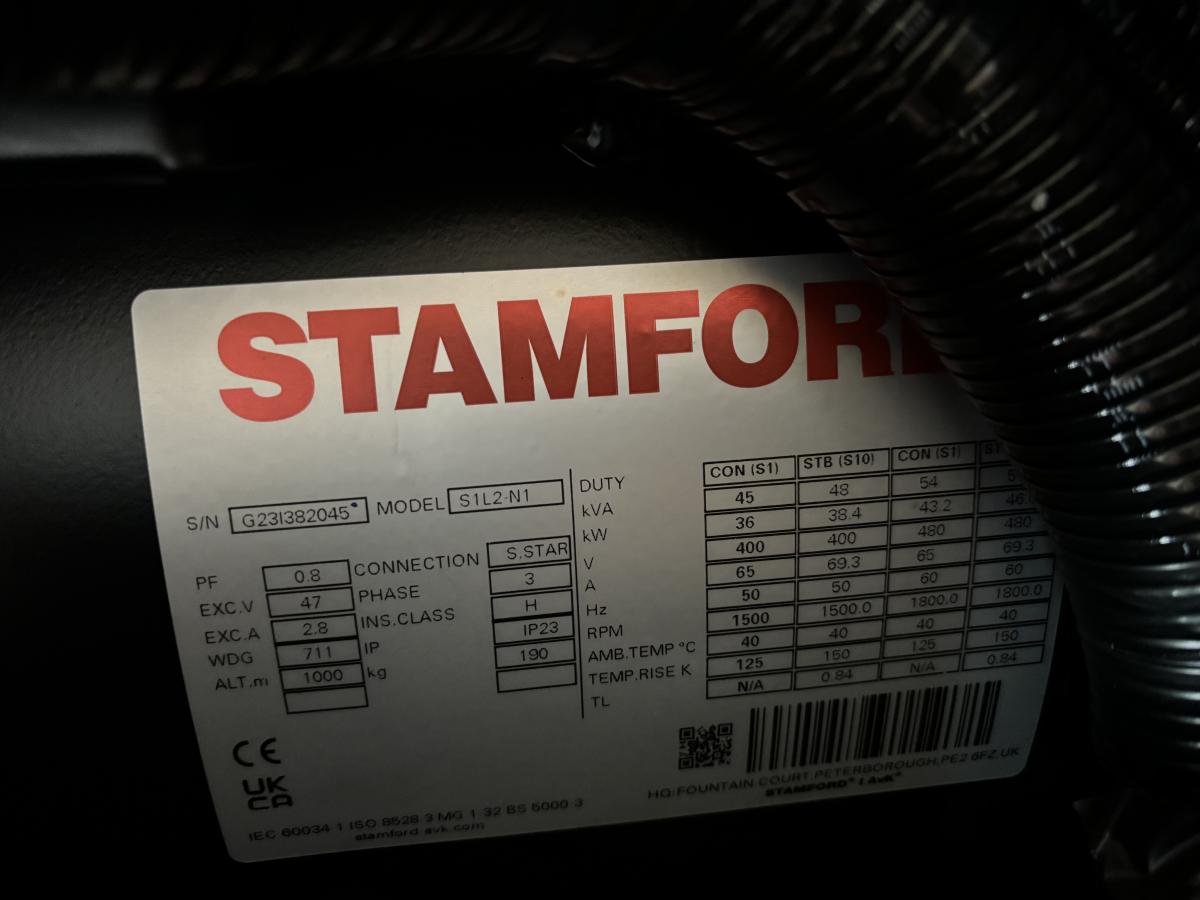 STAMFOR
S/N G23I382045 MODEL S1L2-N1
PF 0.8 CONNECTION S.STAR
EXC.V 47 PHASE 3
EXC.A 2.8 INS.CLASS H
WDG 711 IP IP23
ALT.m 1000 kg 190
DUTY CON (S1) STB (S10) CON (S1)
kVA 45 48 54
kW 36 38.4 43.2
V 400 400 480 480
A 65 69.3 65 69.3
Hz 50 50 60 60
RPM 1500 1500.0 1800.0 1800.0
AMB.TEMP °C 40 40 40 40
TEMP.RISE K 125 150 125 150
TL N/A 0.84 N/A 0.84
CE
UK
CA
HQ:FOUNTAIN COURT,PETERBOROUGH,PE2 6FZ,UK
STAMFORD® | AvK®
IEC 60034-1 ISO 8528-3 MG 1-32 BS 5000-3
stamford-avk.com